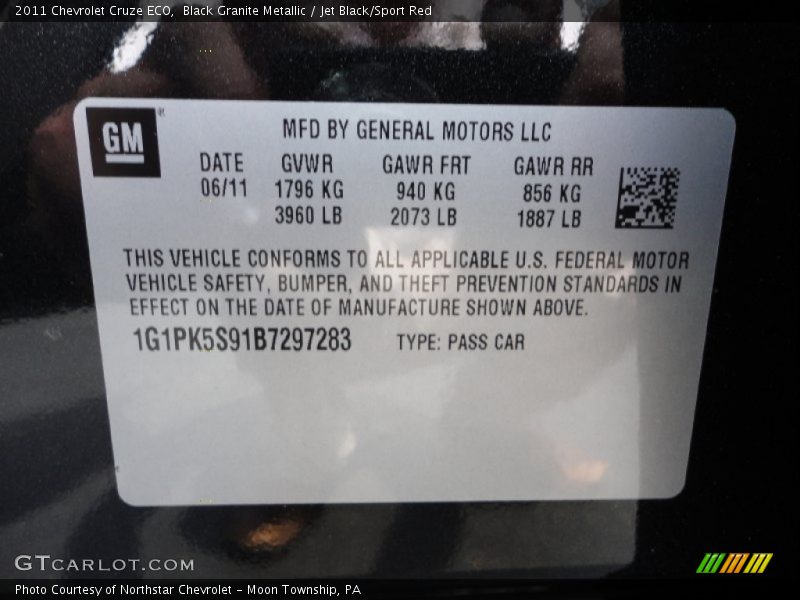 2011 Chevrolet Cruze ECO,  Black Granite Metallic / Jet Black/Sport Red
GM
MFD BY GENERAL MOTORS LLC
DATE GVWR GAWR FRT GAWR RR
06/11 1796 KG 940 KG 856 KG
3960 LB 2073 LB 1887 LB
THIS VEHICLE CONFORMS TO ALL APPLICABLE U.S. FEDERAL MOTOR
VEHICLE SAFETY, BUMPER, AND THEFT PREVENTION STANDARDS IN
EFFECT ON THE DATE OF MANUFACTURE SHOWN ABOVE.
1G1PK5S91B7297283 TYPE: PASS CAR
GTCARLOT.COM
Photo Courtesy of Northstar Chevrolet - Moon Township, PA